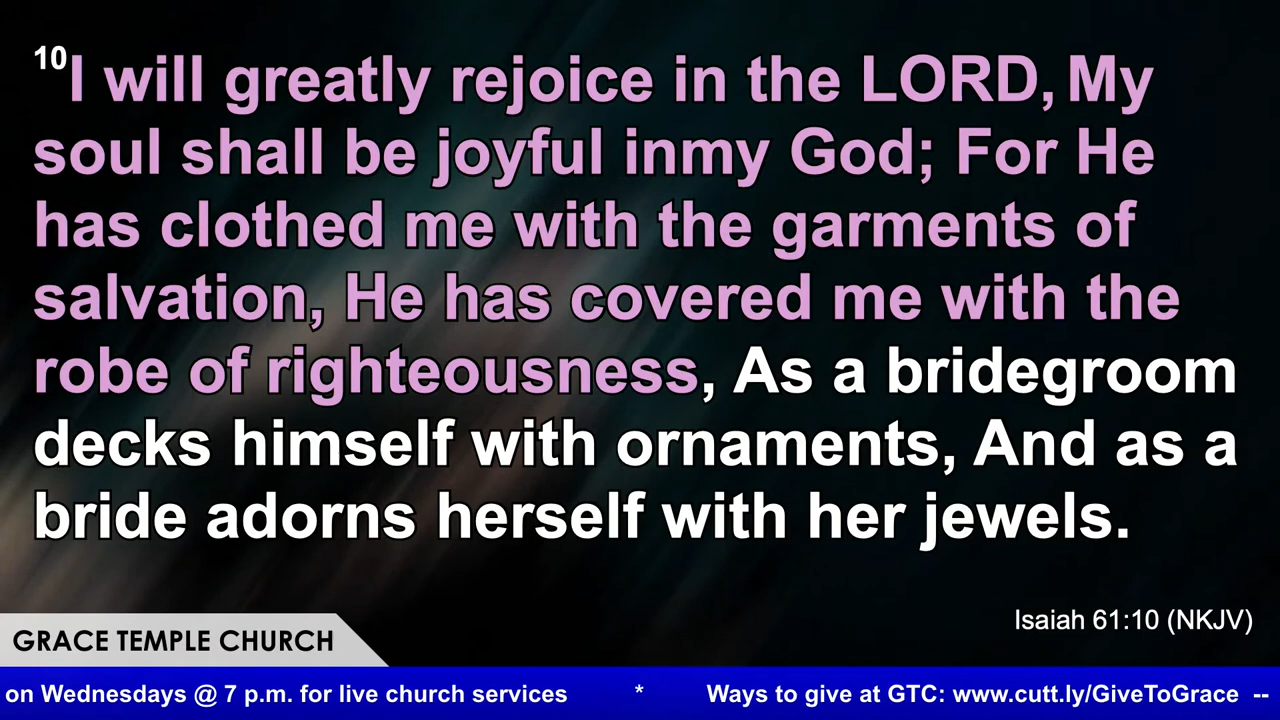 10I will greatly rejoice in the LORD, My
soul shall be joyful inmy God; For He
has clothed me with the garments of
salvation, He has covered me with the
robe of righteousness, As a bridegroom
decks himself with ornaments, And as a
bride adorns herself with her jewels.
Isaiah 61:10 (NKJV)
GRACE TEMPLE CHURCH
on Wednesdays @ 7 p.m. for live church services * Ways to give at GTC: www.cutt.ly/GiveToGrace --